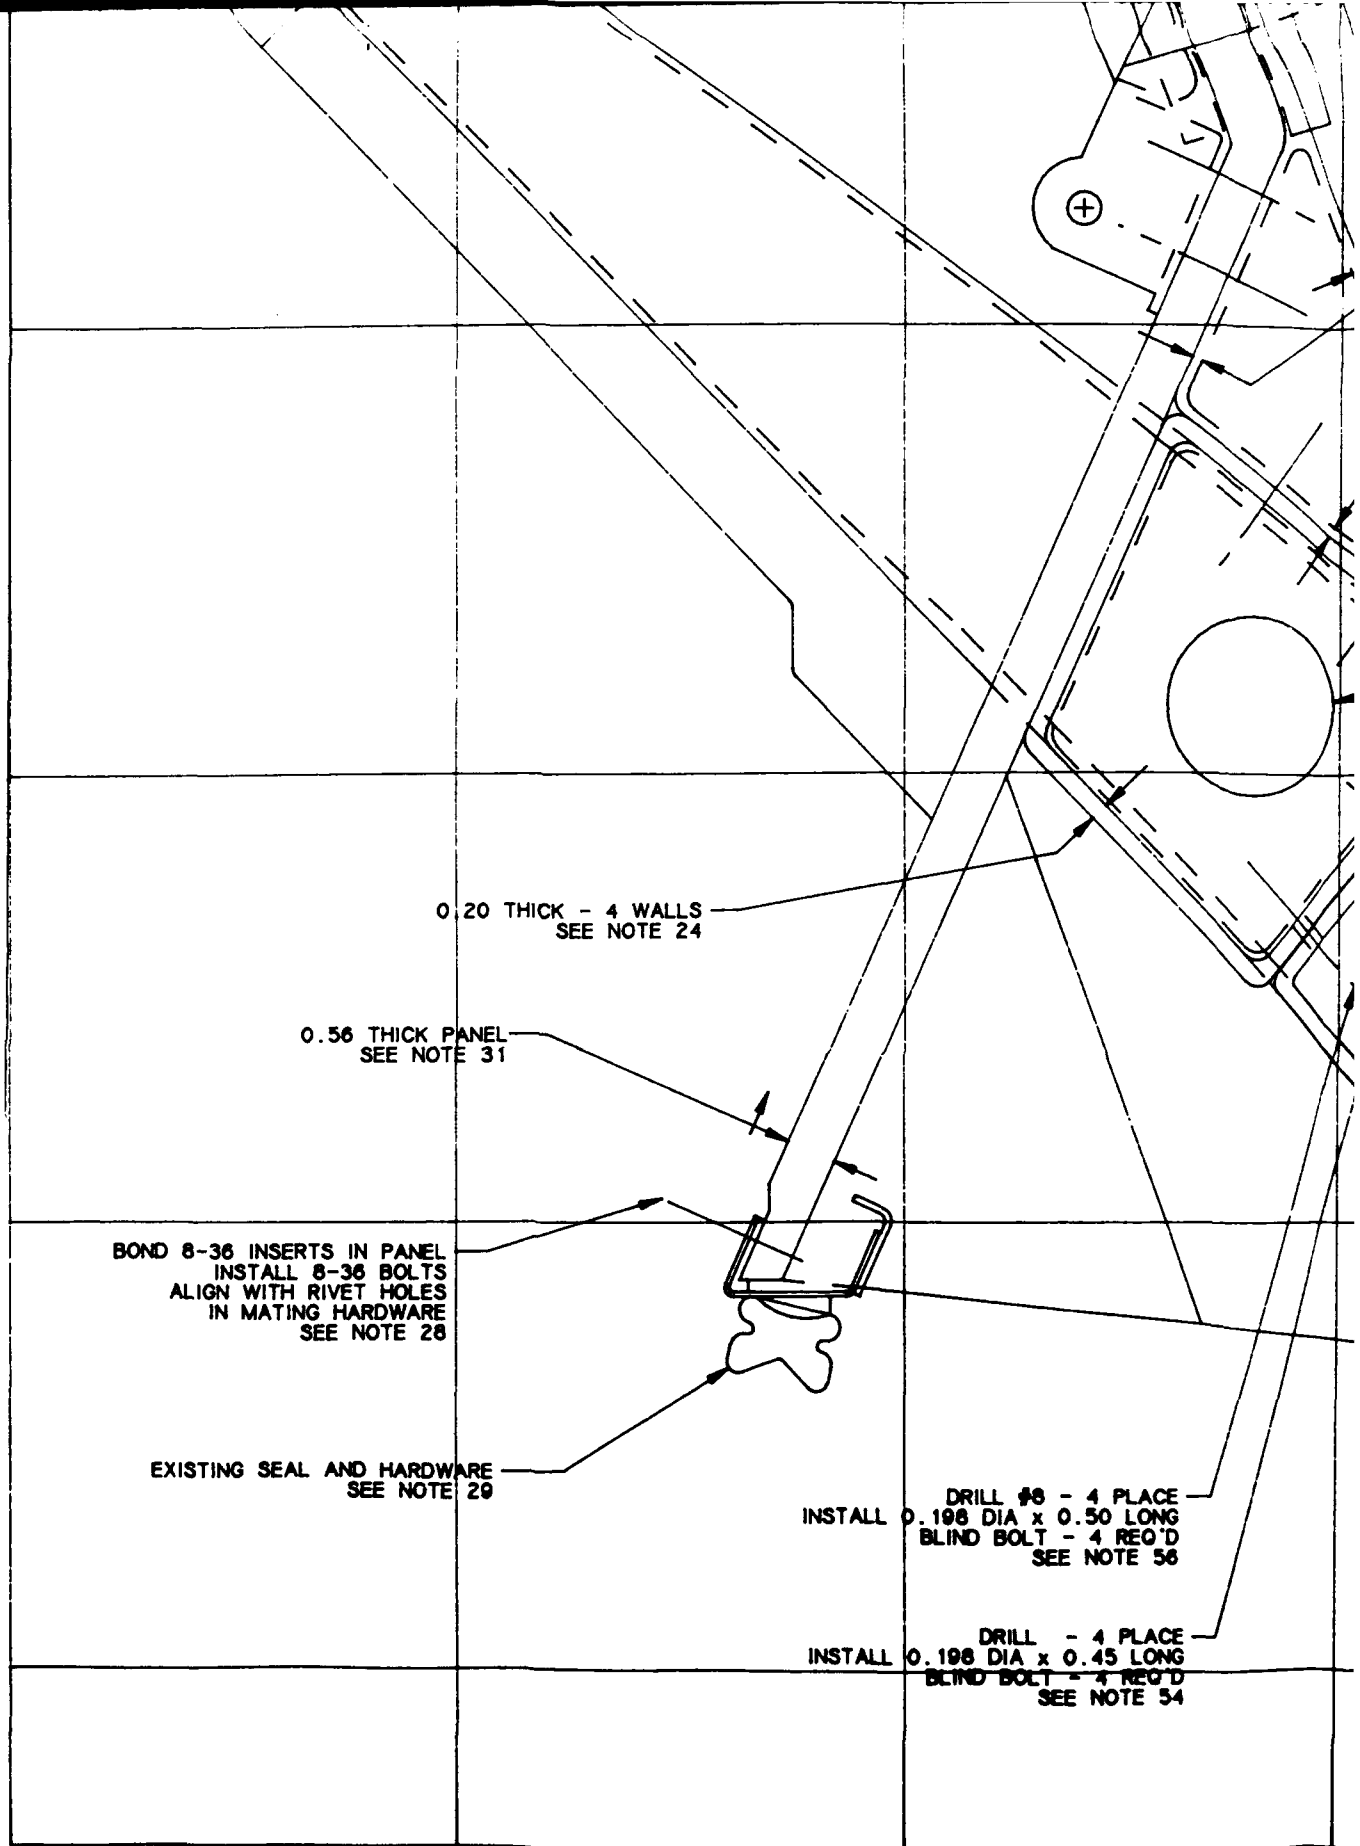 0.20 THICK - 4 WALLS
SEE NOTE 24
0.56 THICK PANEL
SEE NOTE 31
BOND 8-36 INSERTS IN PANEL
INSTALL 8-36 BOLTS
ALIGN WITH RIVET HOLES
IN MATING HARDWARE
SEE NOTE 28
EXISTING SEAL AND HARDWARE
SEE NOTE 29
DRILL #8 - 4 PLACE
INSTALL 0.198 DIA x 0.50 LONG
BLIND BOLT - 4 REQ'D
SEE NOTE 56
DRILL - 4 PLACE
INSTALL 0.198 DIA x 0.45 LONG
BLIND BOLT - 4 REQ'D
SEE NOTE 54